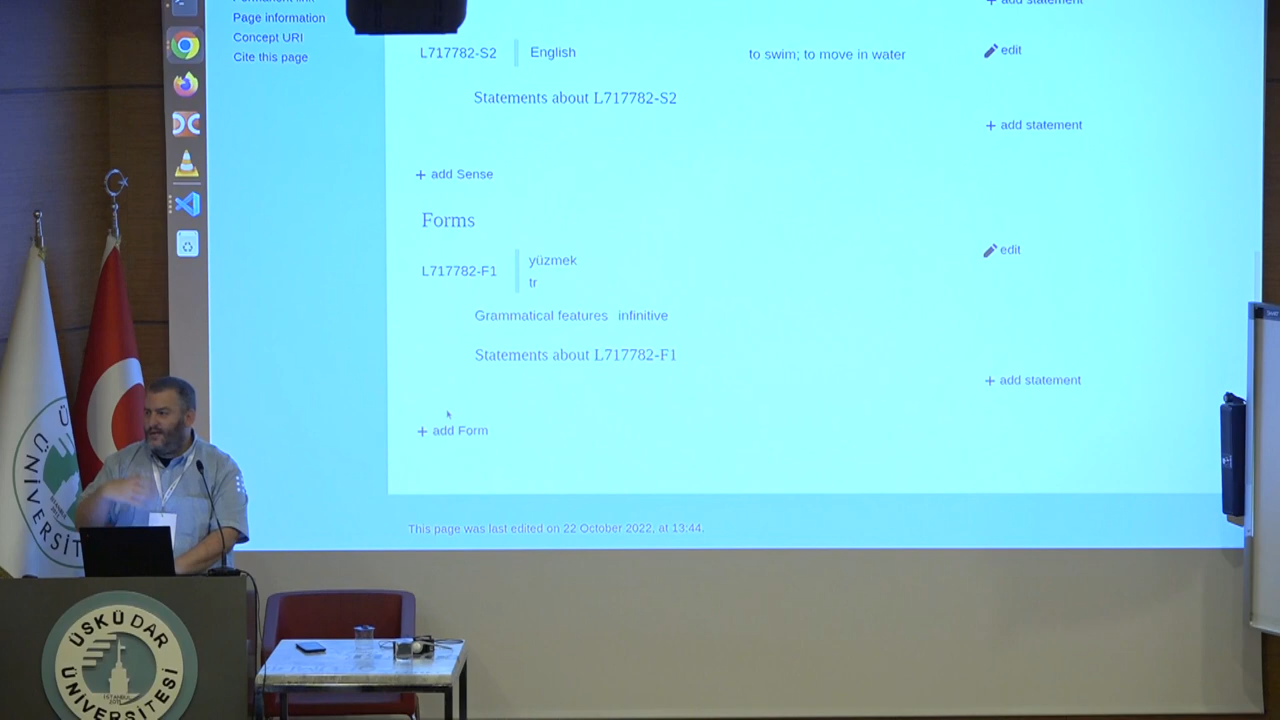 Page information
Concept URI
Cite this page
add statement
L717782-S2
English
to swim; to move in water
edit
Statements about L717782-S2
+ add statement
+ add Sense
Forms
L717782-F1
yüzmek
tr
edit
Grammatical features infinitive
Statements about L717782-F1
+ add statement
+ add Form
This page was last edited on 22 October 2022, at 13:44.
ÜSKÜDAR
ÜNİVERSİTESİ
İSTANBUL